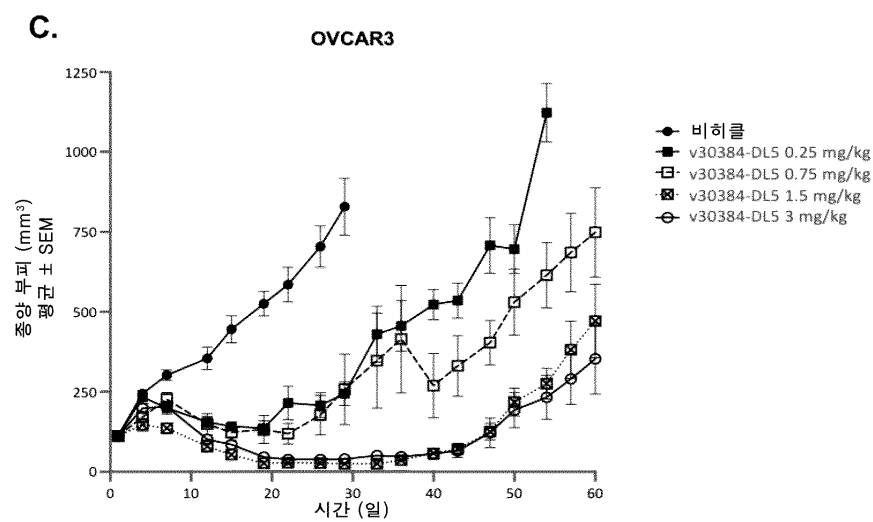 C.
OVCAR3
1250
1000
750
500
250
0
종양 부피 (mm³)
평균 ± SEM
0 10 20 30 40 50 60
시간 (일)
비히클
v30384-DL5 0.25 mg/kg
v30384-DL5 0.75 mg/kg
v30384-DL5 1.5 mg/kg
v30384-DL5 3 mg/kg